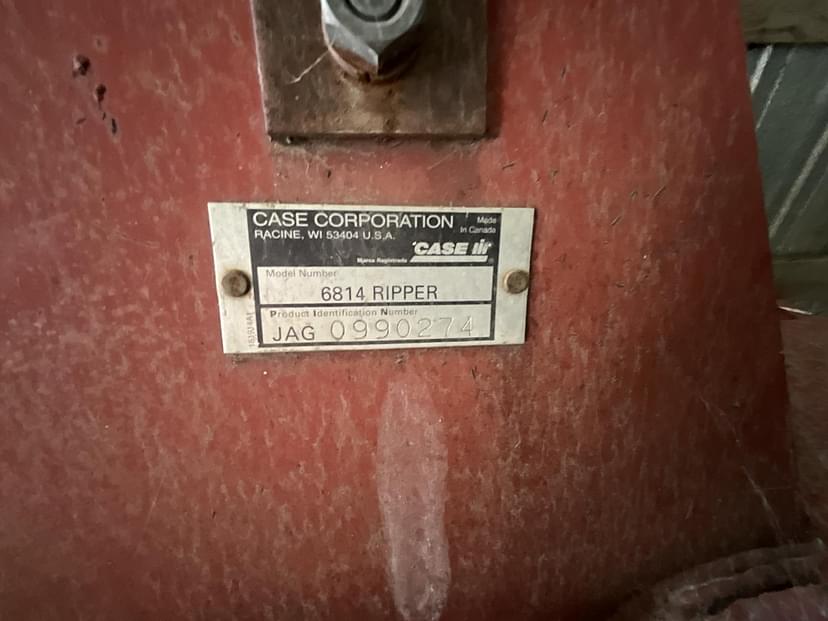 CASE CORPORATION
Made
In Canada
RACINE, WI 53404 U.S.A.
CASE IH
Marca Registrada
®
Model Number
6814 RIPPER
Product Identification Number
JAG 0990274